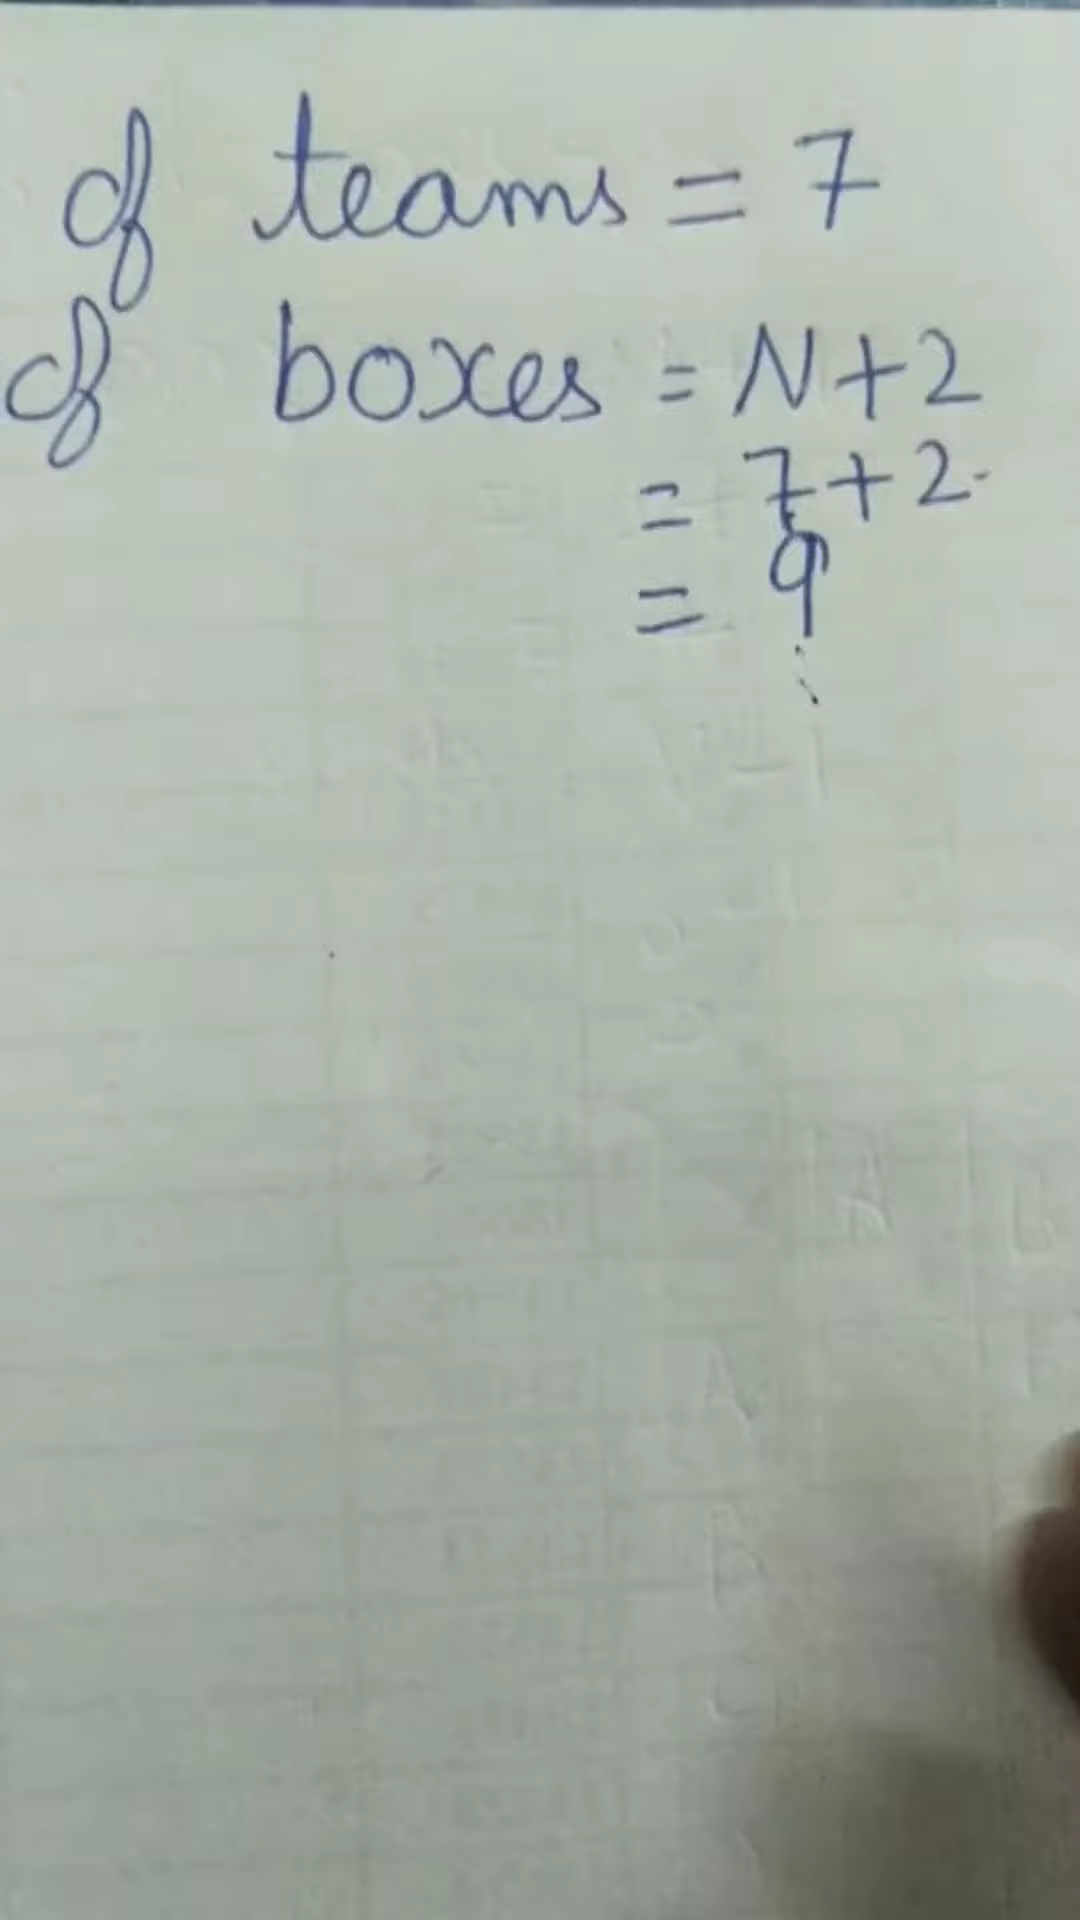 of teams = 7
of boxes = N+2
= 7+2
= 9